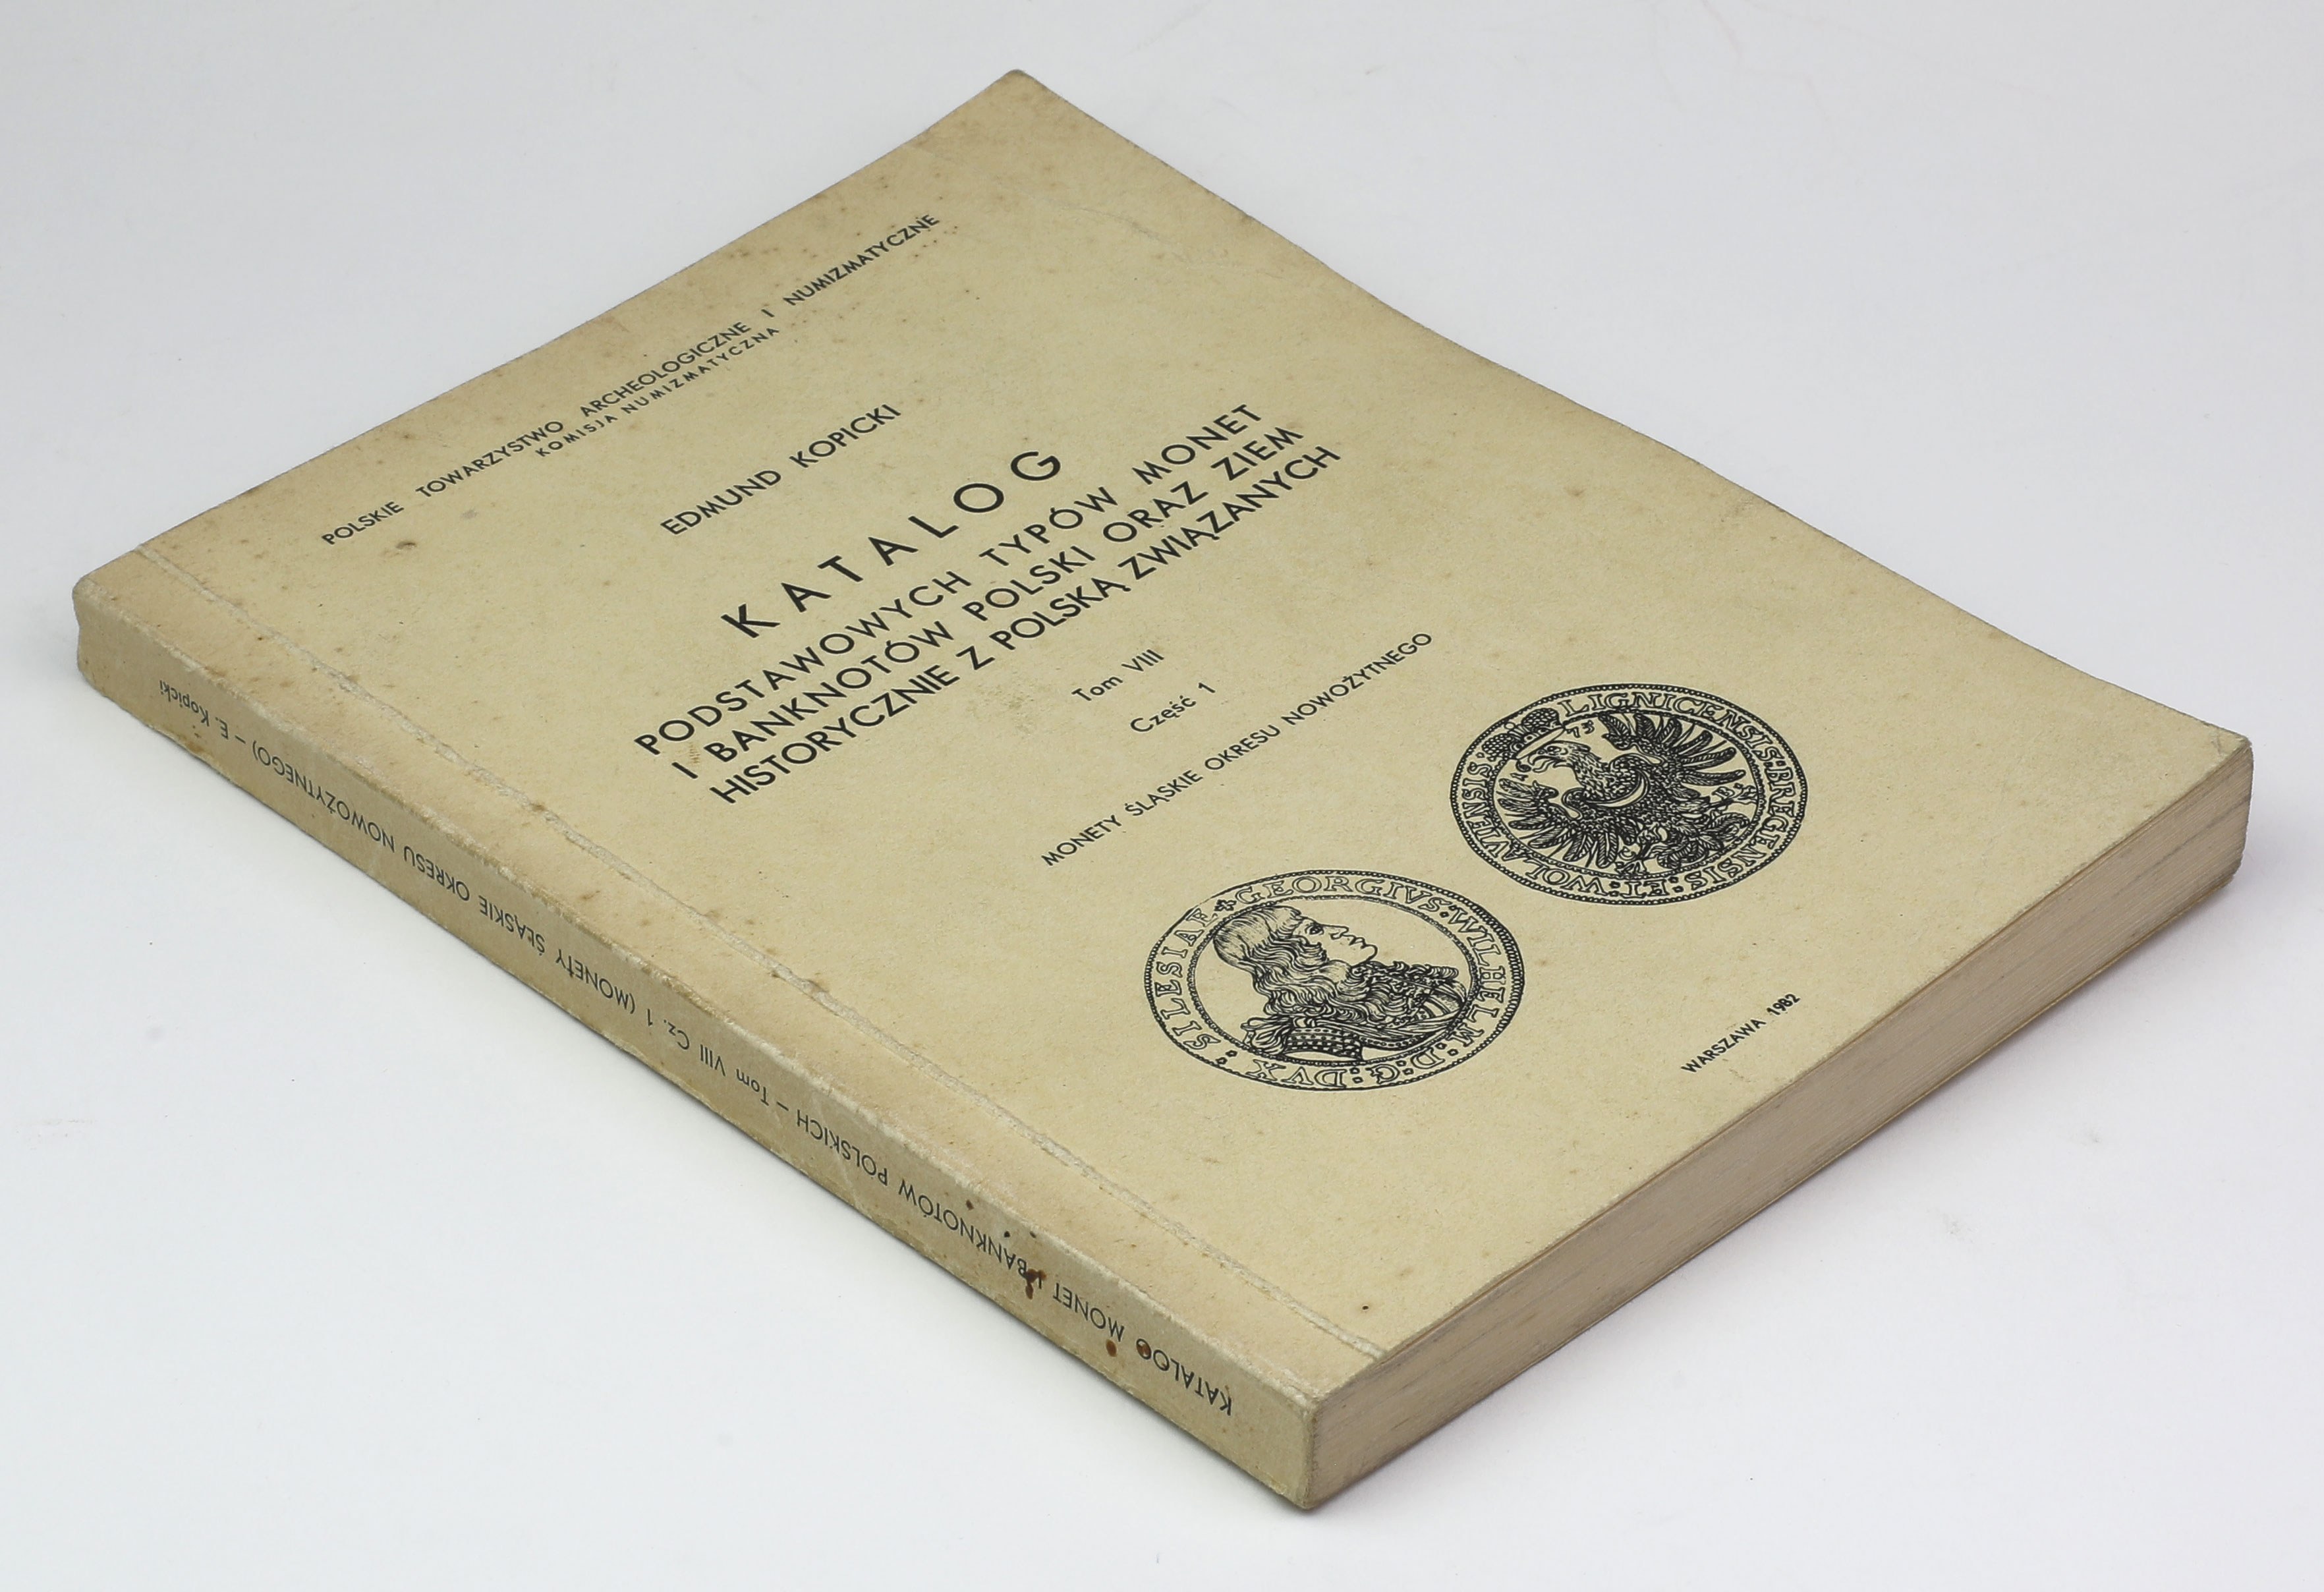 POLSKIE TOWARZYSTWO ARCHEOLOGICZNE I NUMIZMATYCZNE
KOMISJA NUMIZMATYCZNA
EDMUND KOPICKI
KATALOG
PODSTAWOWYCH TYPÓW MONET
I BANKNOTÓW POLSKI ORAZ ZIEM
HISTORYCZNIE Z POLSKĄ ZWIĄZANYCH
Tom VIII
Część 1
MONETY ŚLĄSKIE OKRESU NOWOŻYTNEGO
GEORGIVS·WILHELM·D:G·DVX·SILESIAE
LIGNICENSIS·BREGENSIS·ET·WOLAVIENSIS
WARSZAWA 1982
KATALOG MONET I BANKNOTÓW POLSKICH – Tom VIII Cz. 1 (MONETY ŚLĄSKIE OKRESU NOWOŻYTNEGO) – E. Kopicki